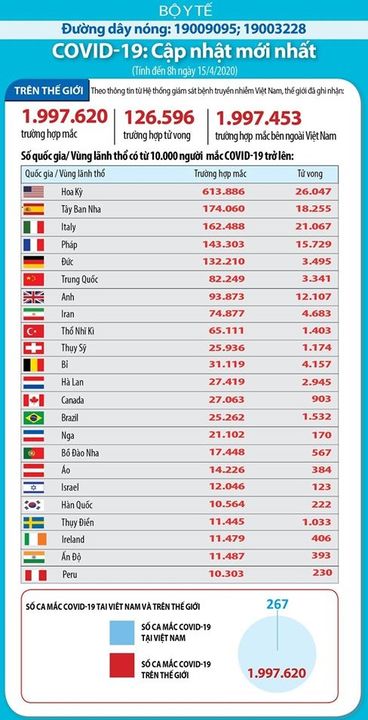 BỘ Y TẾ
Đường dây nóng: 19009095; 19003228
COVID-19: Cập nhật mới nhất
(Tính đến 8h ngày 15/4/2020)
TRÊN THẾ GIỚI
Theo thông tin từ Hệ thống giám sát bệnh truyền nhiễm Việt Nam, thế giới đã ghi nhận:
1.997.620 126.596 1.997.453
trường hợp mắc trường hợp tử vong trường hợp mắc bên ngoài Việt Nam
Số quốc gia/ Vùng lãnh thổ có từ 10.000 người mắc COVID-19 trở lên:
Quốc gia / Vùng lãnh thổ Trường hợp mắc Tử vong
Hoa Kỳ 613.886 26.047
Tây Ban Nha 174.060 18.255
Italy 162.488 21.067
Pháp 143.303 15.729
Đức 132.210 3.495
Trung Quốc 82.249 3.341
Anh 93.873 12.107
Iran 74.877 4.683
Thổ Nhĩ Kì 65.111 1.403
Thụy Sỹ 25.936 1.174
Bỉ 31.119 4.157
Hà Lan 27.419 2.945
Canada 27.063 903
Brazil 25.262 1.532
Nga 21.102 170
Bồ Đào Nha 17.448 567
Áo 14.226 384
Israel 12.046 123
Hàn Quốc 10.564 222
Thụy Điển 11.445 1.033
Ireland 11.479 406
Ấn Độ 11.487 393
Peru 10.303 230
SỐ CA MẮC COVID-19 TẠI VIỆT NAM VÀ TRÊN THẾ GIỚI
267
SỐ CA MẮC COVID-19
TẠI VIỆT NAM
SỐ CA MẮC COVID-19
TRÊN THẾ GIỚI
1.997.620